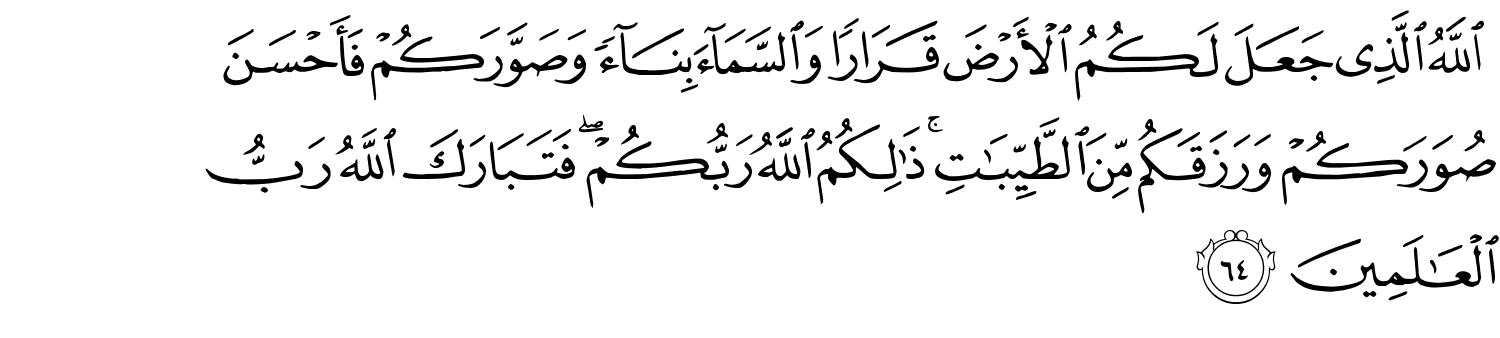 ٱللَّهُ ٱلَّذِى جَعَلَ لَكُمُ ٱلْأَرْضَ قَرَارًا وَٱلسَّمَآءَ بِنَآءً وَصَوَّرَكُمْ فَأَحْسَنَ
صُوَرَكُمْ وَرَزَقَكُم مِّنَ ٱلطَّيِّبَـٰتِ ۚ ذَٰلِكُمُ ٱللَّهُ رَبُّكُمْ ۖ فَتَبَارَكَ ٱللَّهُ رَبُّ
ٱلْعَـٰلَمِينَ ٦٤